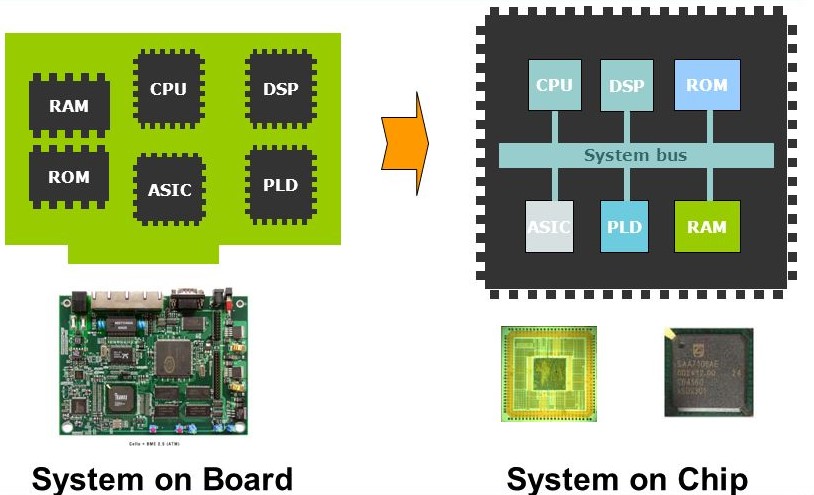 RAM
CPU
DSP
ROM
ASIC
PLD
CPU
DSP
ROM
System bus
ASIC
PLD
RAM
SAA7108AE
System on Board
System on Chip